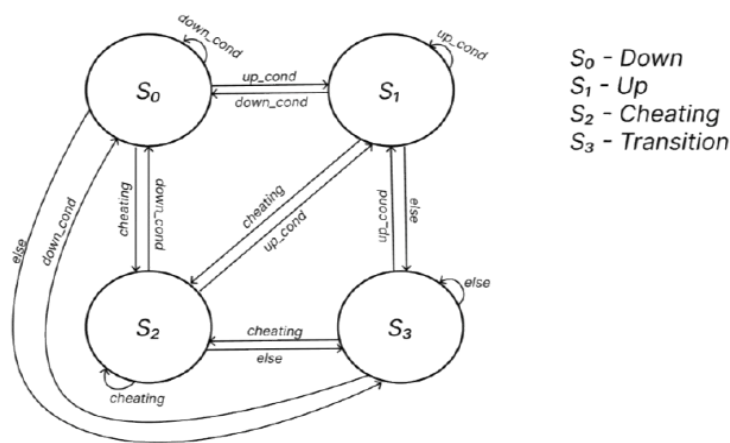 down_cond
up_cond
S₀
up_cond
down_cond
S₁
S₀ - Down
S₁ - Up
S₂ - Cheating
S₃ - Transition
else
down_cond
cheating
down_cond
cheating
up_cond
up_cond
else
S₂
cheating
else
S₃
else
cheating